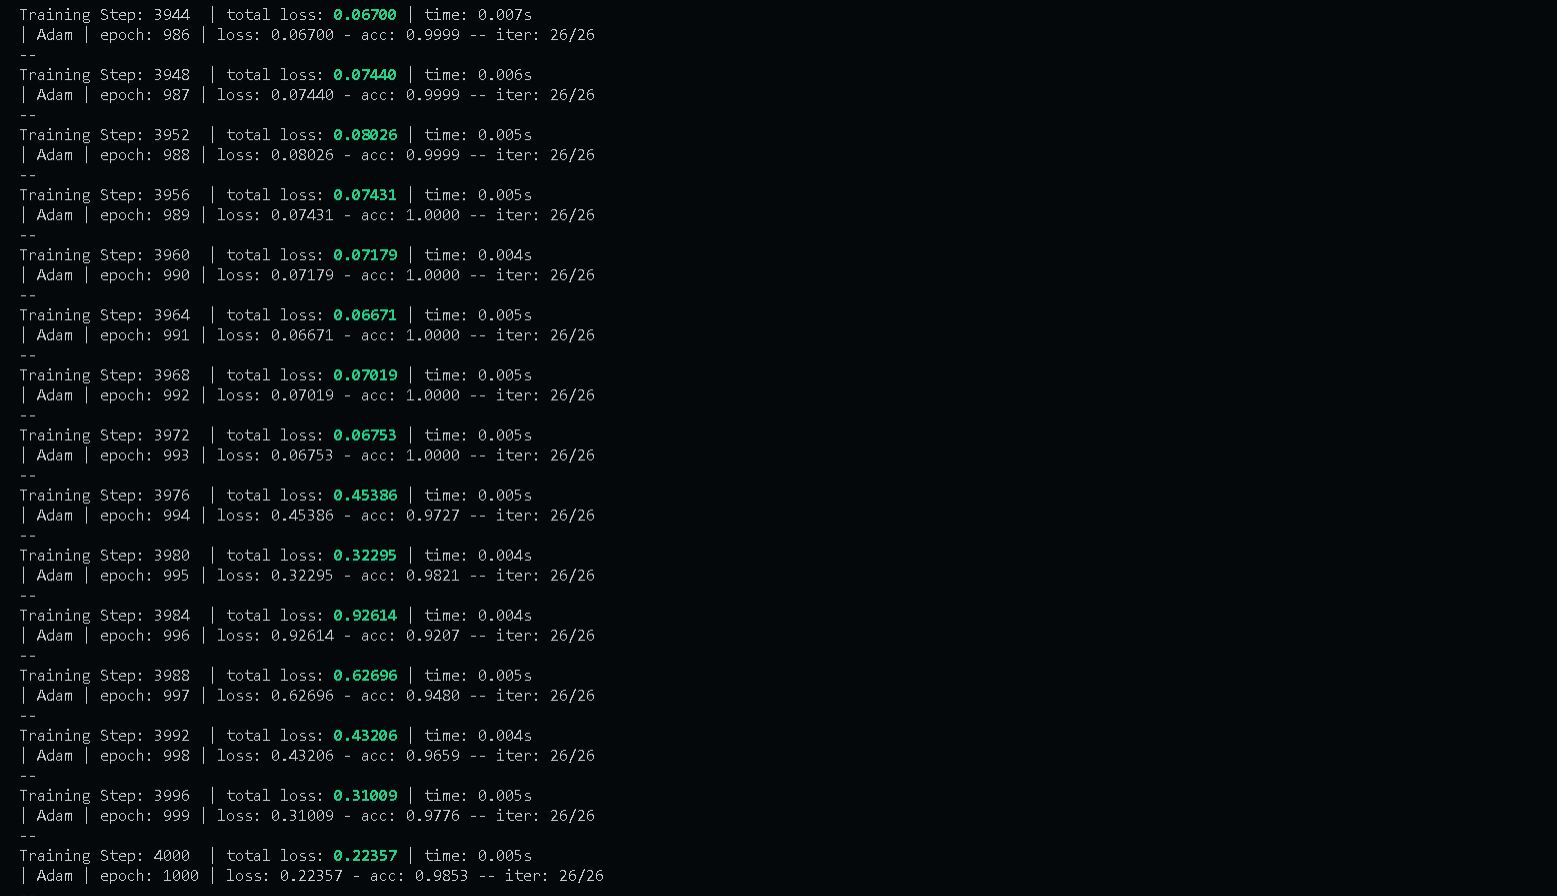 Training Step: 3944  | total loss: 0.06700 | time: 0.007s
| Adam | epoch: 986 | loss: 0.06700 - acc: 0.9999 -- iter: 26/26
--
Training Step: 3948  | total loss: 0.07440 | time: 0.006s
| Adam | epoch: 987 | loss: 0.07440 - acc: 0.9999 -- iter: 26/26
--
Training Step: 3952  | total loss: 0.08026 | time: 0.005s
| Adam | epoch: 988 | loss: 0.08026 - acc: 0.9999 -- iter: 26/26
--
Training Step: 3956  | total loss: 0.07431 | time: 0.005s
| Adam | epoch: 989 | loss: 0.07431 - acc: 1.0000 -- iter: 26/26
--
Training Step: 3960  | total loss: 0.07179 | time: 0.004s
| Adam | epoch: 990 | loss: 0.07179 - acc: 1.0000 -- iter: 26/26
--
Training Step: 3964  | total loss: 0.06671 | time: 0.005s
| Adam | epoch: 991 | loss: 0.06671 - acc: 1.0000 -- iter: 26/26
--
Training Step: 3968  | total loss: 0.07019 | time: 0.005s
| Adam | epoch: 992 | loss: 0.07019 - acc: 1.0000 -- iter: 26/26
--
Training Step: 3972  | total loss: 0.06753 | time: 0.005s
| Adam | epoch: 993 | loss: 0.06753 - acc: 1.0000 -- iter: 26/26
--
Training Step: 3976  | total loss: 0.45386 | time: 0.005s
| Adam | epoch: 994 | loss: 0.45386 - acc: 0.9727 -- iter: 26/26
--
Training Step: 3980  | total loss: 0.32295 | time: 0.004s
| Adam | epoch: 995 | loss: 0.32295 - acc: 0.9821 -- iter: 26/26
--
Training Step: 3984  | total loss: 0.92614 | time: 0.004s
| Adam | epoch: 996 | loss: 0.92614 - acc: 0.9207 -- iter: 26/26
--
Training Step: 3988  | total loss: 0.62696 | time: 0.005s
| Adam | epoch: 997 | loss: 0.62696 - acc: 0.9480 -- iter: 26/26
--
Training Step: 3992  | total loss: 0.43206 | time: 0.004s
| Adam | epoch: 998 | loss: 0.43206 - acc: 0.9659 -- iter: 26/26
--
Training Step: 3996  | total loss: 0.31009 | time: 0.005s
| Adam | epoch: 999 | loss: 0.31009 - acc: 0.9776 -- iter: 26/26
--
Training Step: 4000  | total loss: 0.22357 | time: 0.005s
| Adam | epoch: 1000 | loss: 0.22357 - acc: 0.9853 -- iter: 26/26
--